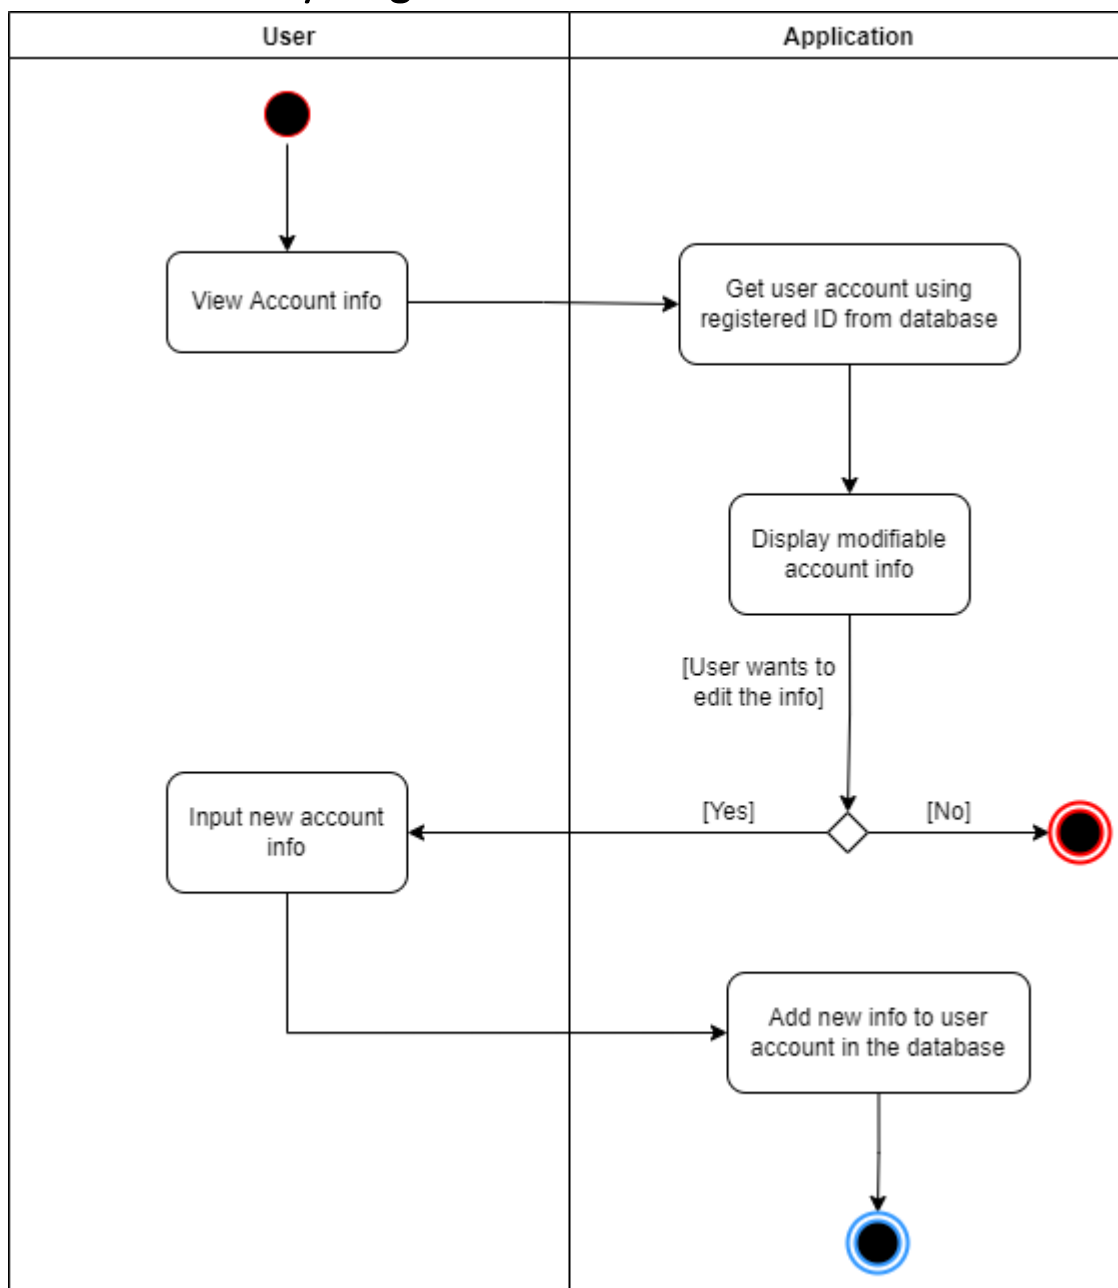 User
Application
View Account info
Get user account using
registered ID from database
Display modifiable
account info
[User wants to
edit the info]
[Yes]
[No]
Input new account
info
Add new info to user
account in the database